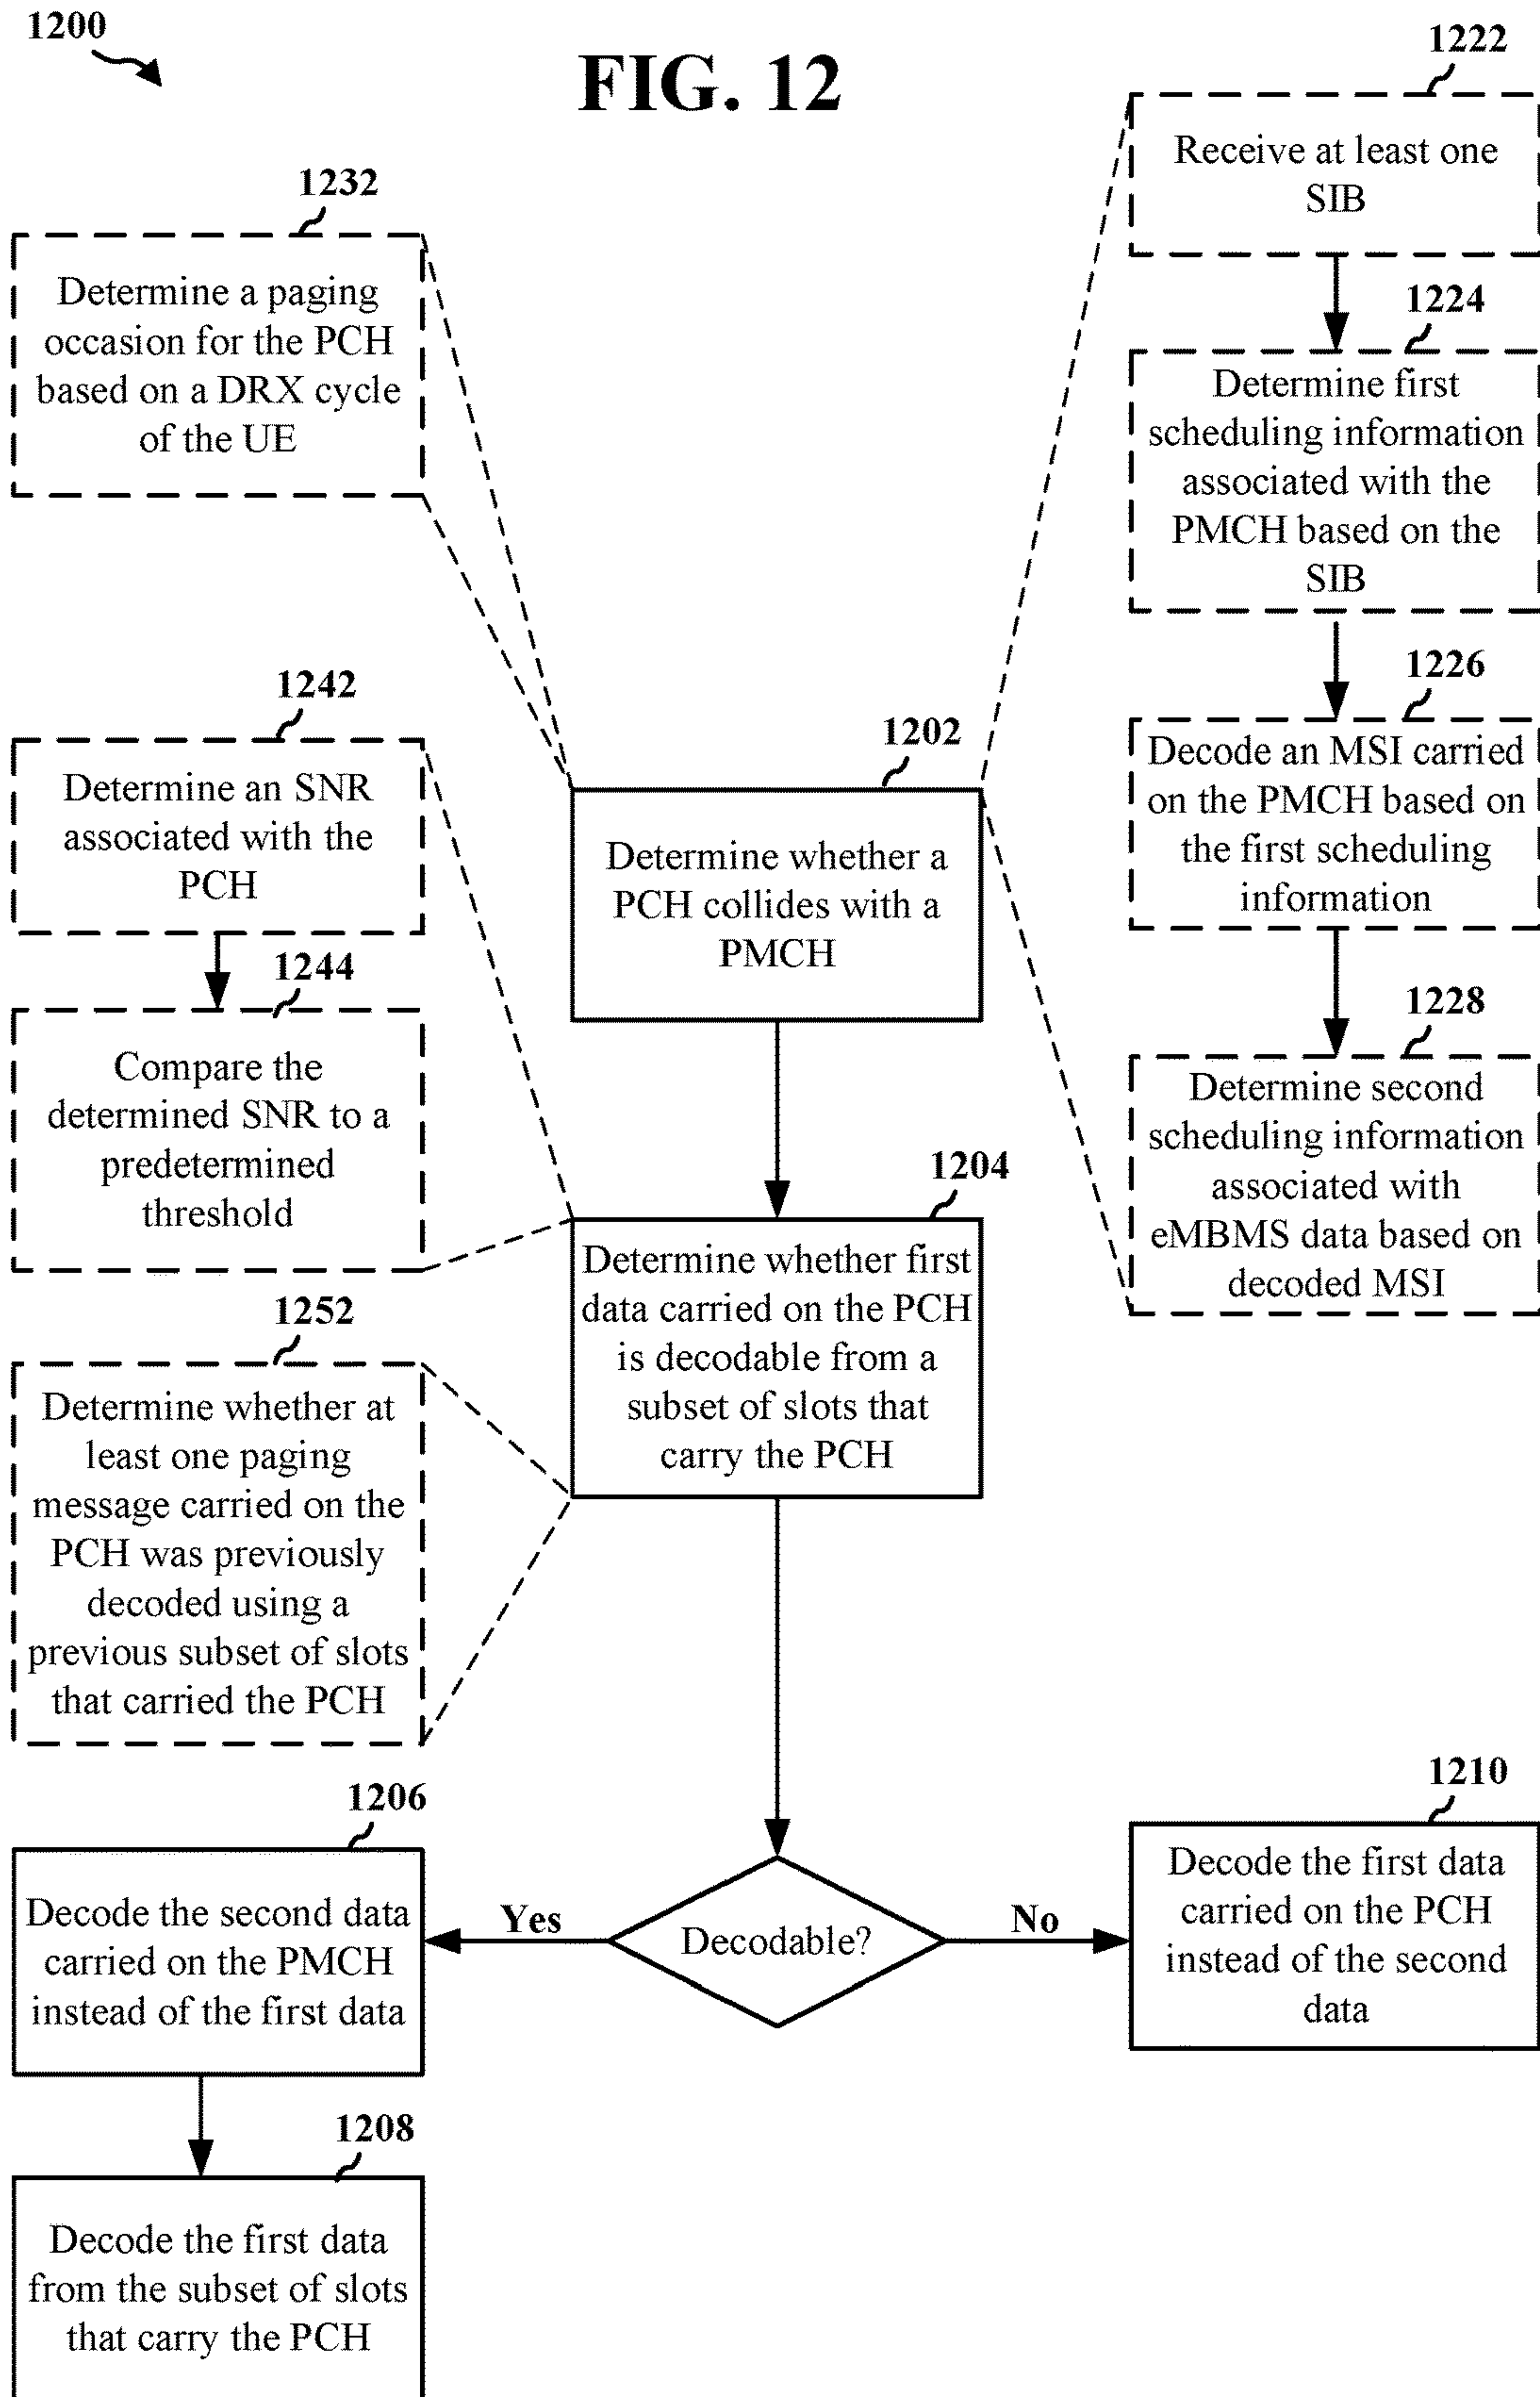 1200
FIG. 12
1222
Receive at least one
SIB
1232
Determine a paging
occasion for the PCH
based on a DRX cycle
of the UE
1224
Determine first
scheduling information
associated with the
PMCH based on the
SIB
1226
Decode an MSI carried
on the PMCH based on
the first scheduling
information
1242
Determine an SNR
associated with the
PCH
1202
Determine whether a
PCH collides with a
PMCH
1244
Compare the
determined SNR to a
predetermined
threshold
1228
Determine second
scheduling information
associated with
eMBMS data based on
decoded MSI
1204
Determine whether first
data carried on the PCH
is decodable from a
subset of slots that
carry the PCH
1252
Determine whether at
least one paging
message carried on the
PCH was previously
decoded using a
previous subset of slots
that carried the PCH
1206
Decode the second data
carried on the PMCH
instead of the first data
Yes
Decodable?
No
1210
Decode the first data
carried on the PCH
instead of the second
data
1208
Decode the first data
from the subset of slots
that carry the PCH